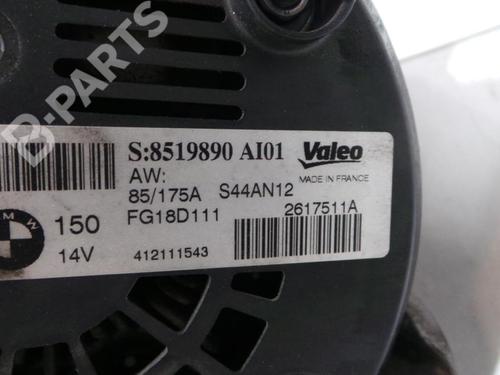 B-PARTS
S:8519890 AI01 Valeo
AW: MADE IN FRANCE
85/175A S44AN12
150 FG18D111 2617511A
14V 412111543